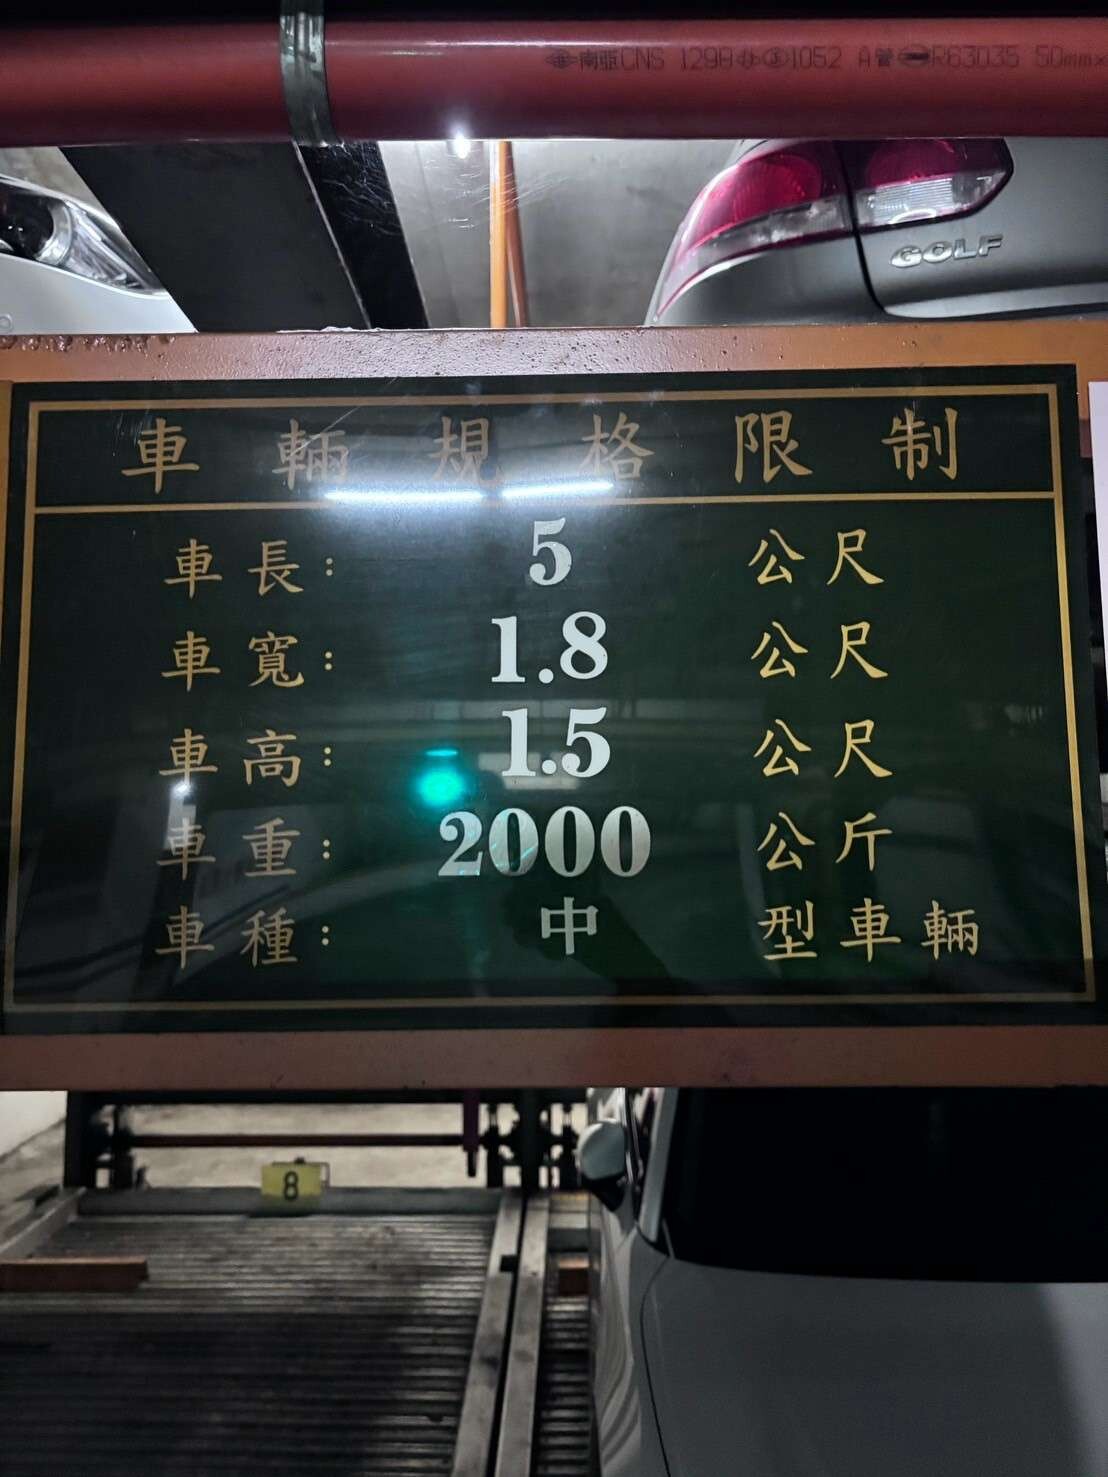 南亞CNS 1298 1052 A管 R63035 50mm×
GOLF
車輛規格限制
車長： 5 公尺
車寬： 1.8 公尺
車高： 1.5 公尺
車重： 2000 公斤
車種： 中 型車輛
8